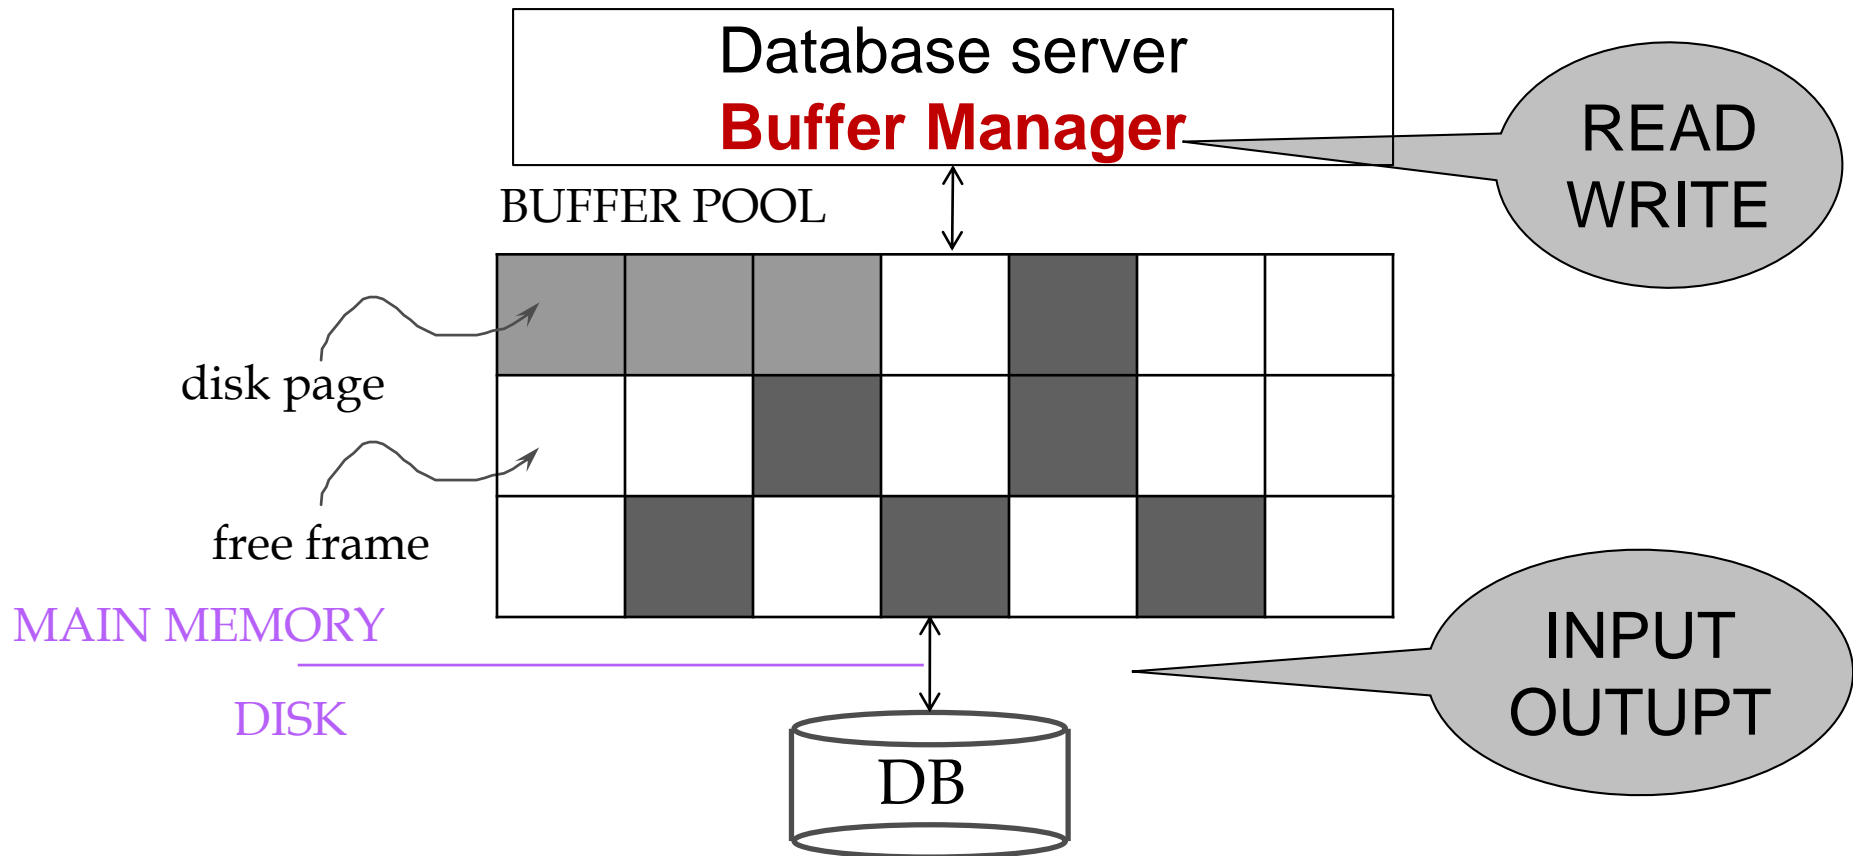 Database server
Buffer Manager
READ
WRITE
BUFFER POOL
disk page
free frame
MAIN MEMORY
DISK
INPUT
OUTUPT
DB